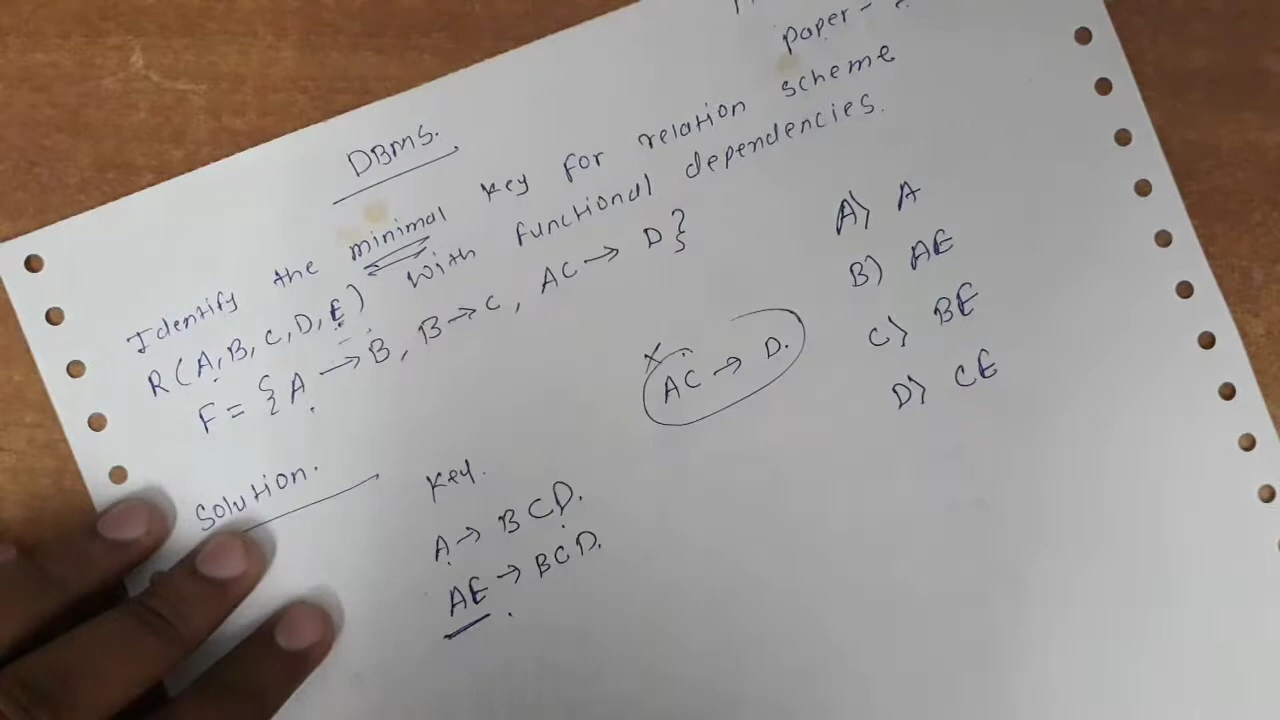 paper-
DBMS.
Identify the minimal key for relation scheme
R(A,B,C,D,E) with functional dependencies.
F = {A → B, B → C, AC → D}
A) A
B) AE
C) BE
D) CE
AC → D.
Solution.
Key.
A → BCD.
AE → BCD.